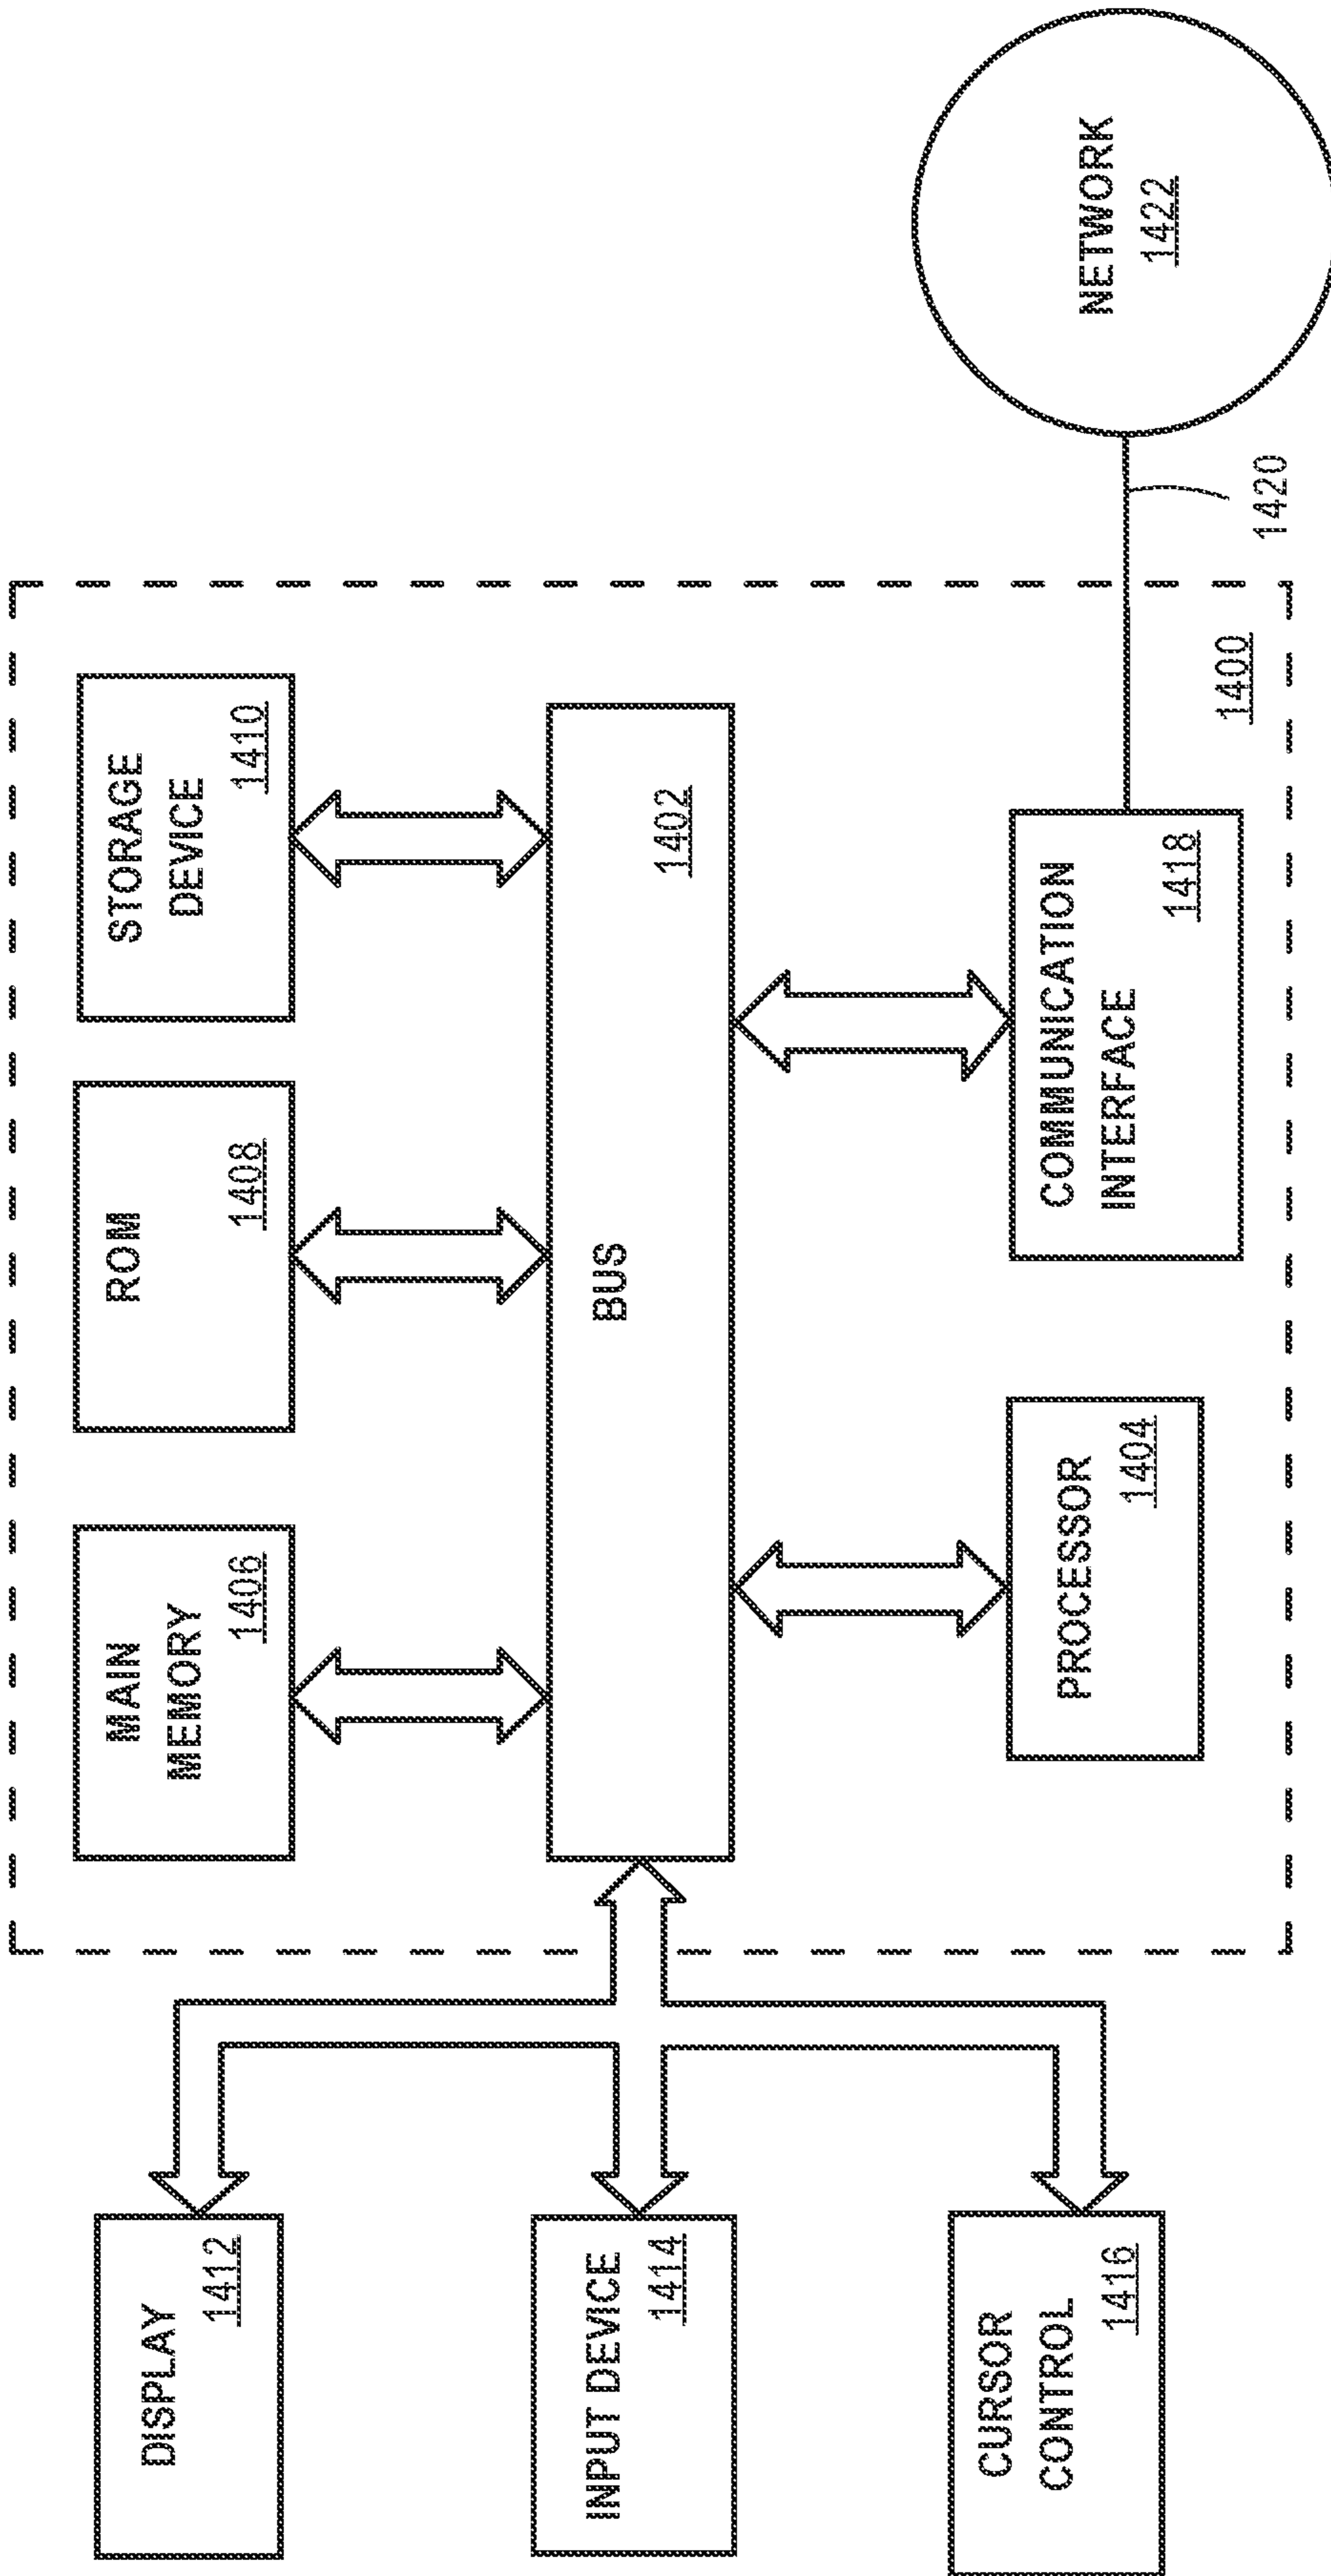 DISPLAY
1412
INPUT DEVICE
1414
CURSOR
CONTROL
1416
MAIN
MEMORY
1406
ROM
1408
STORAGE
DEVICE
1410
BUS
1402
PROCESSOR
1404
COMMUNICATION
INTERFACE
1418
1400
1420
NETWORK
1422